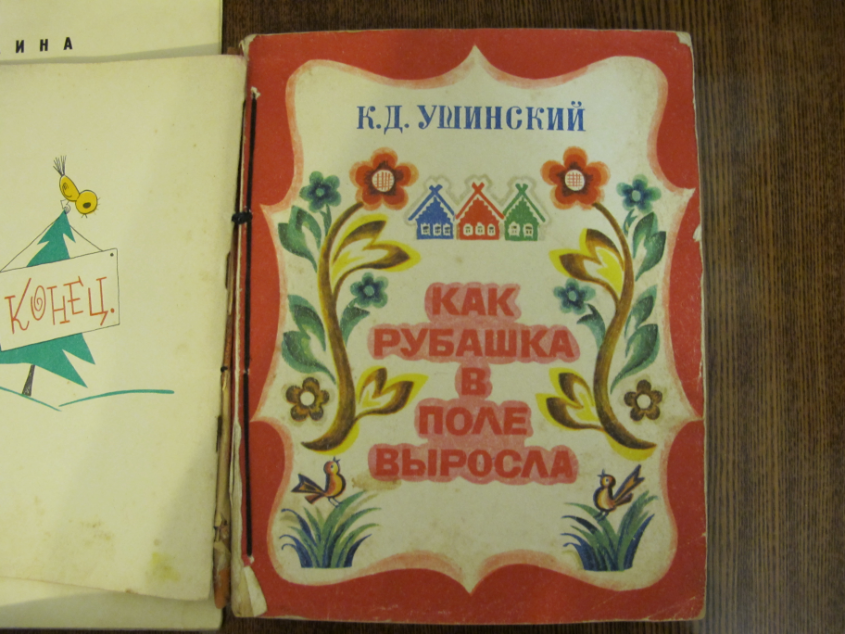 ИНА
КОНЕЦ.
К.Д. УШИНСКИЙ
КАК
РУБАШКА
В
ПОЛЕ
ВЫРОСЛА